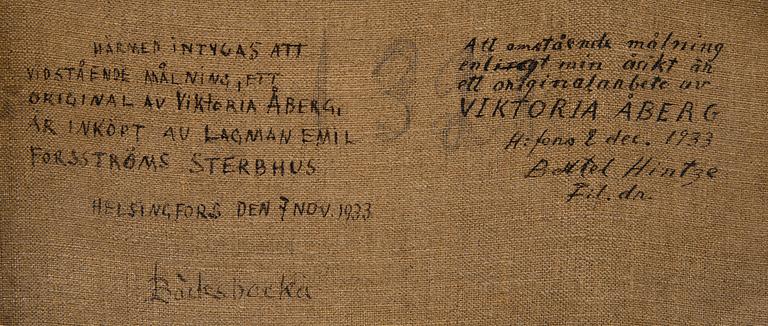 HÄRMED INTYGAS ATT
VIDSTÅENDE MÅLNING, ETT
ORIGINAL AV VIKTORIA ÅBERG,
ÄR INKÖPT AV LAGMAN EMIL
FORSSTRÖMS STERBHUS
HELSINGFORS DEN 7 NOV. 1933
Att omstående målning
enligt min åsikt är
ett originalarbete av
VIKTORIA ÅBERG
H:fors 2 dec. 1933
Bertel Hintze
Fil. dr.
13